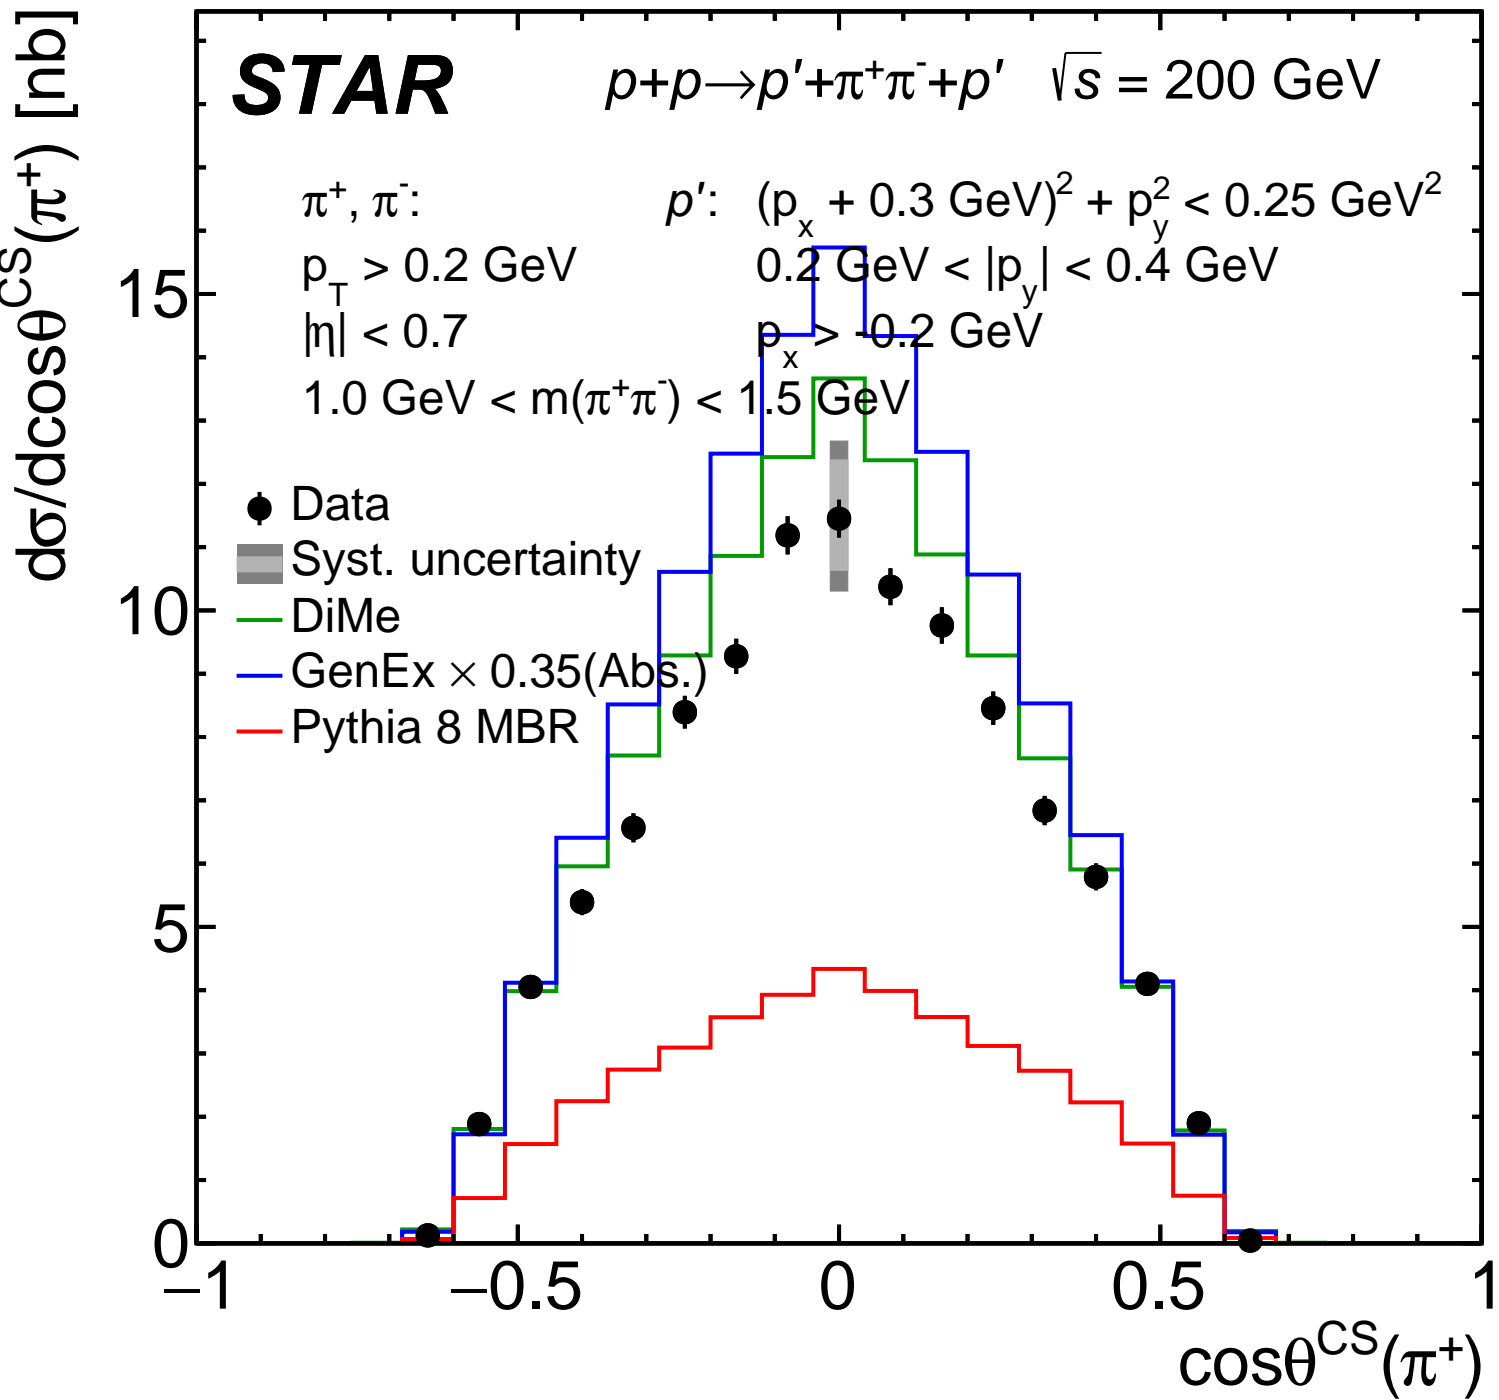 STAR p+p→p′+π⁺π⁻+p′ √s = 200 GeV
π⁺, π⁻: p′: (pₓ + 0.3 GeV)² + p_y² < 0.25 GeV²
p_T > 0.2 GeV 0.2 GeV < |p_y| < 0.4 GeV
|η| < 0.7 pₓ > -0.2 GeV
1.0 GeV < m(π⁺π⁻) < 1.5 GeV
Data
Syst. uncertainty
DiMe
GenEx × 0.35(Abs.)
Pythia 8 MBR
dσ/dcosθ^CS(π⁺) [nb]
15
10
5
0
−1 −0.5 0 0.5 1
cosθ^CS(π⁺)